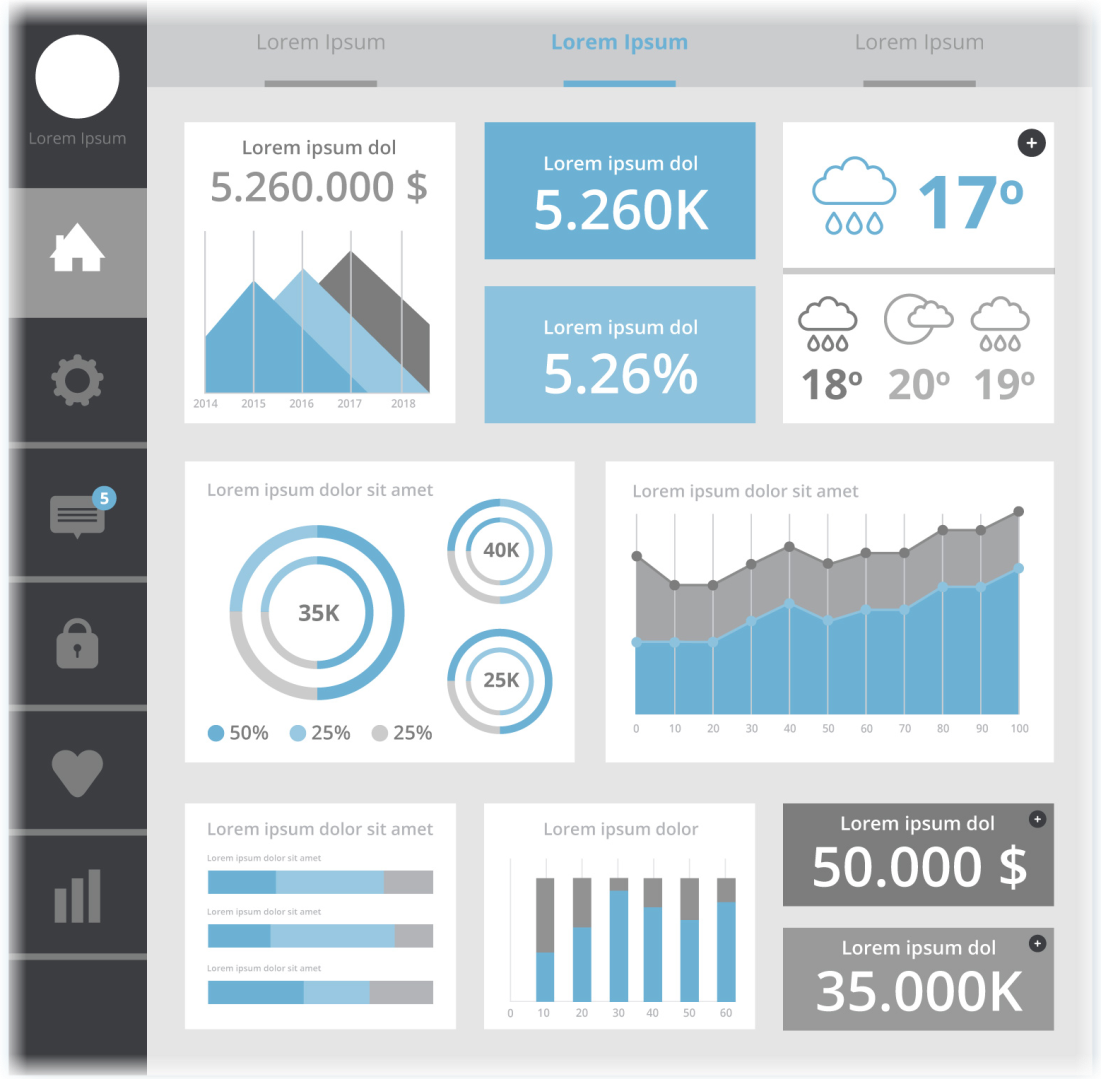 Lorem Ipsum
Lorem Ipsum
Lorem Ipsum
Lorem Ipsum
5
Lorem ipsum dol
5.260.000 $
2014 2015 2016 2017 2018
Lorem ipsum dol
5.260K
Lorem ipsum dol
5.26%
+
17º
18º 20º 19º
Lorem ipsum dolor sit amet
35K
40K
25K
50% 25% 25%
Lorem ipsum dolor sit amet
0 10 20 30 40 50 60 70 80 90 100
Lorem ipsum dolor sit amet
Lorem ipsum dolor sit amet
Lorem ipsum dolor sit amet
Lorem ipsum dolor sit amet
Lorem ipsum dolor
0 10 20 30 40 50 60
Lorem ipsum dol +
50.000 $
Lorem ipsum dol +
35.000K